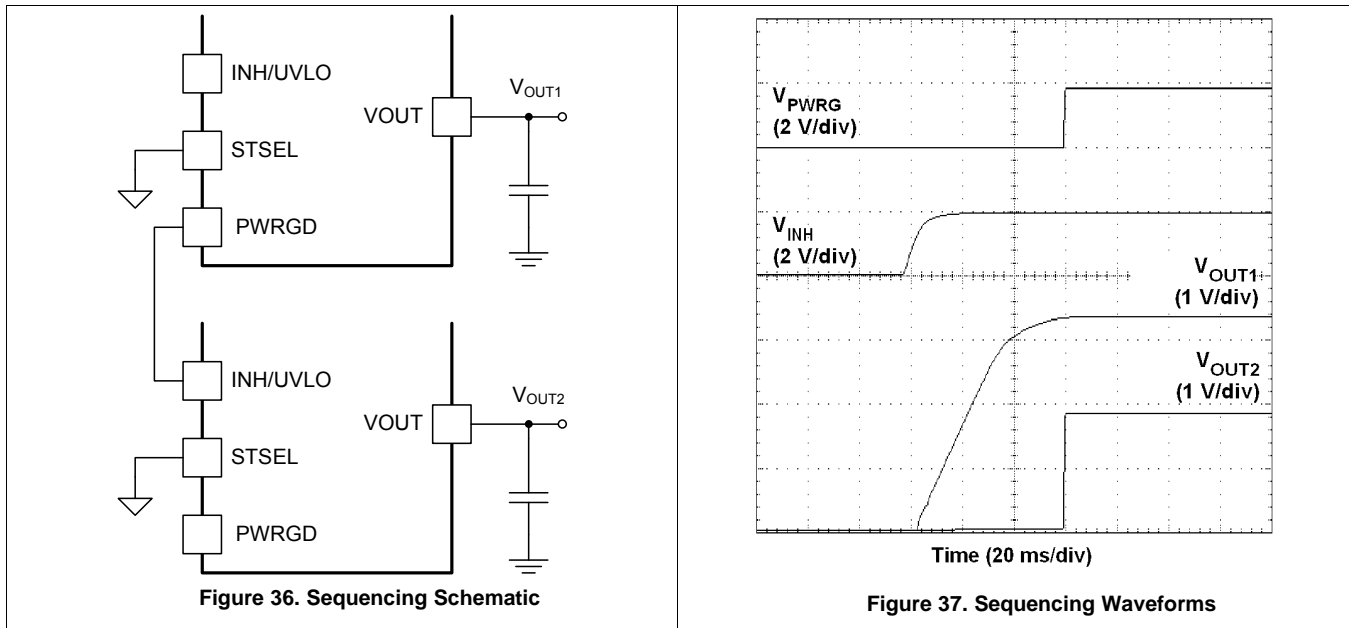 INH/UVLO
VOUT
VOUT1
STSEL
PWRGD
INH/UVLO
VOUT
VOUT2
STSEL
PWRGD
Figure 36. Sequencing Schematic
VPWRG
(2 V/div)
VINH
(2 V/div)
VOUT1
(1 V/div)
VOUT2
(1 V/div)
Time (20 ms/div)
Figure 37. Sequencing Waveforms